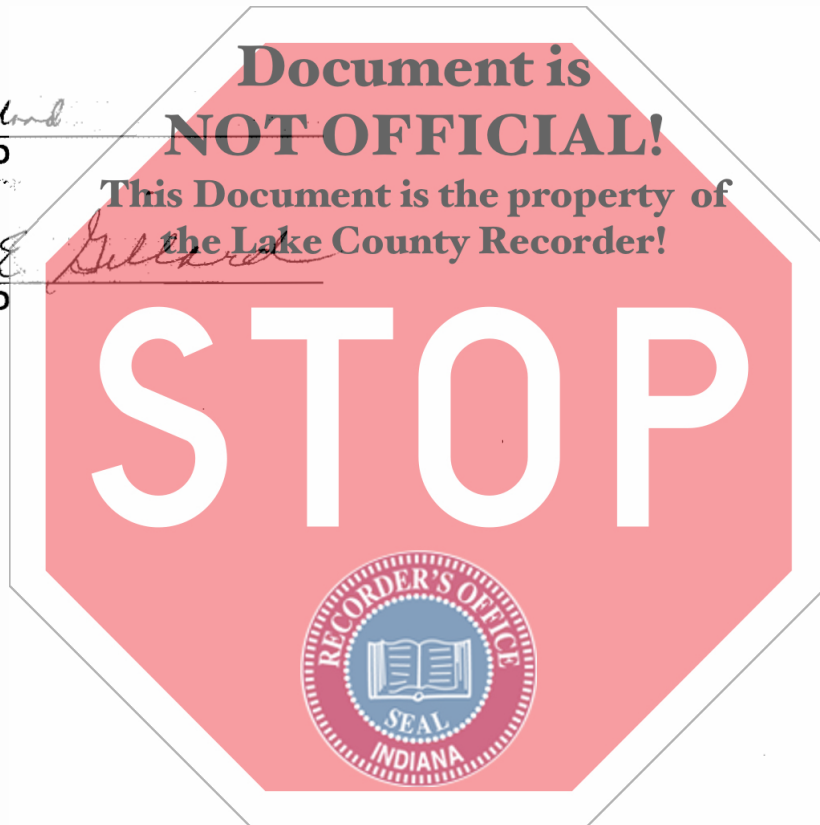 Document is
NOT OFFICIAL!
This Document is the property of
the Lake County Recorder!
Gillard
STOP
RECORDER'S OFFICE
SEAL
INDIANA